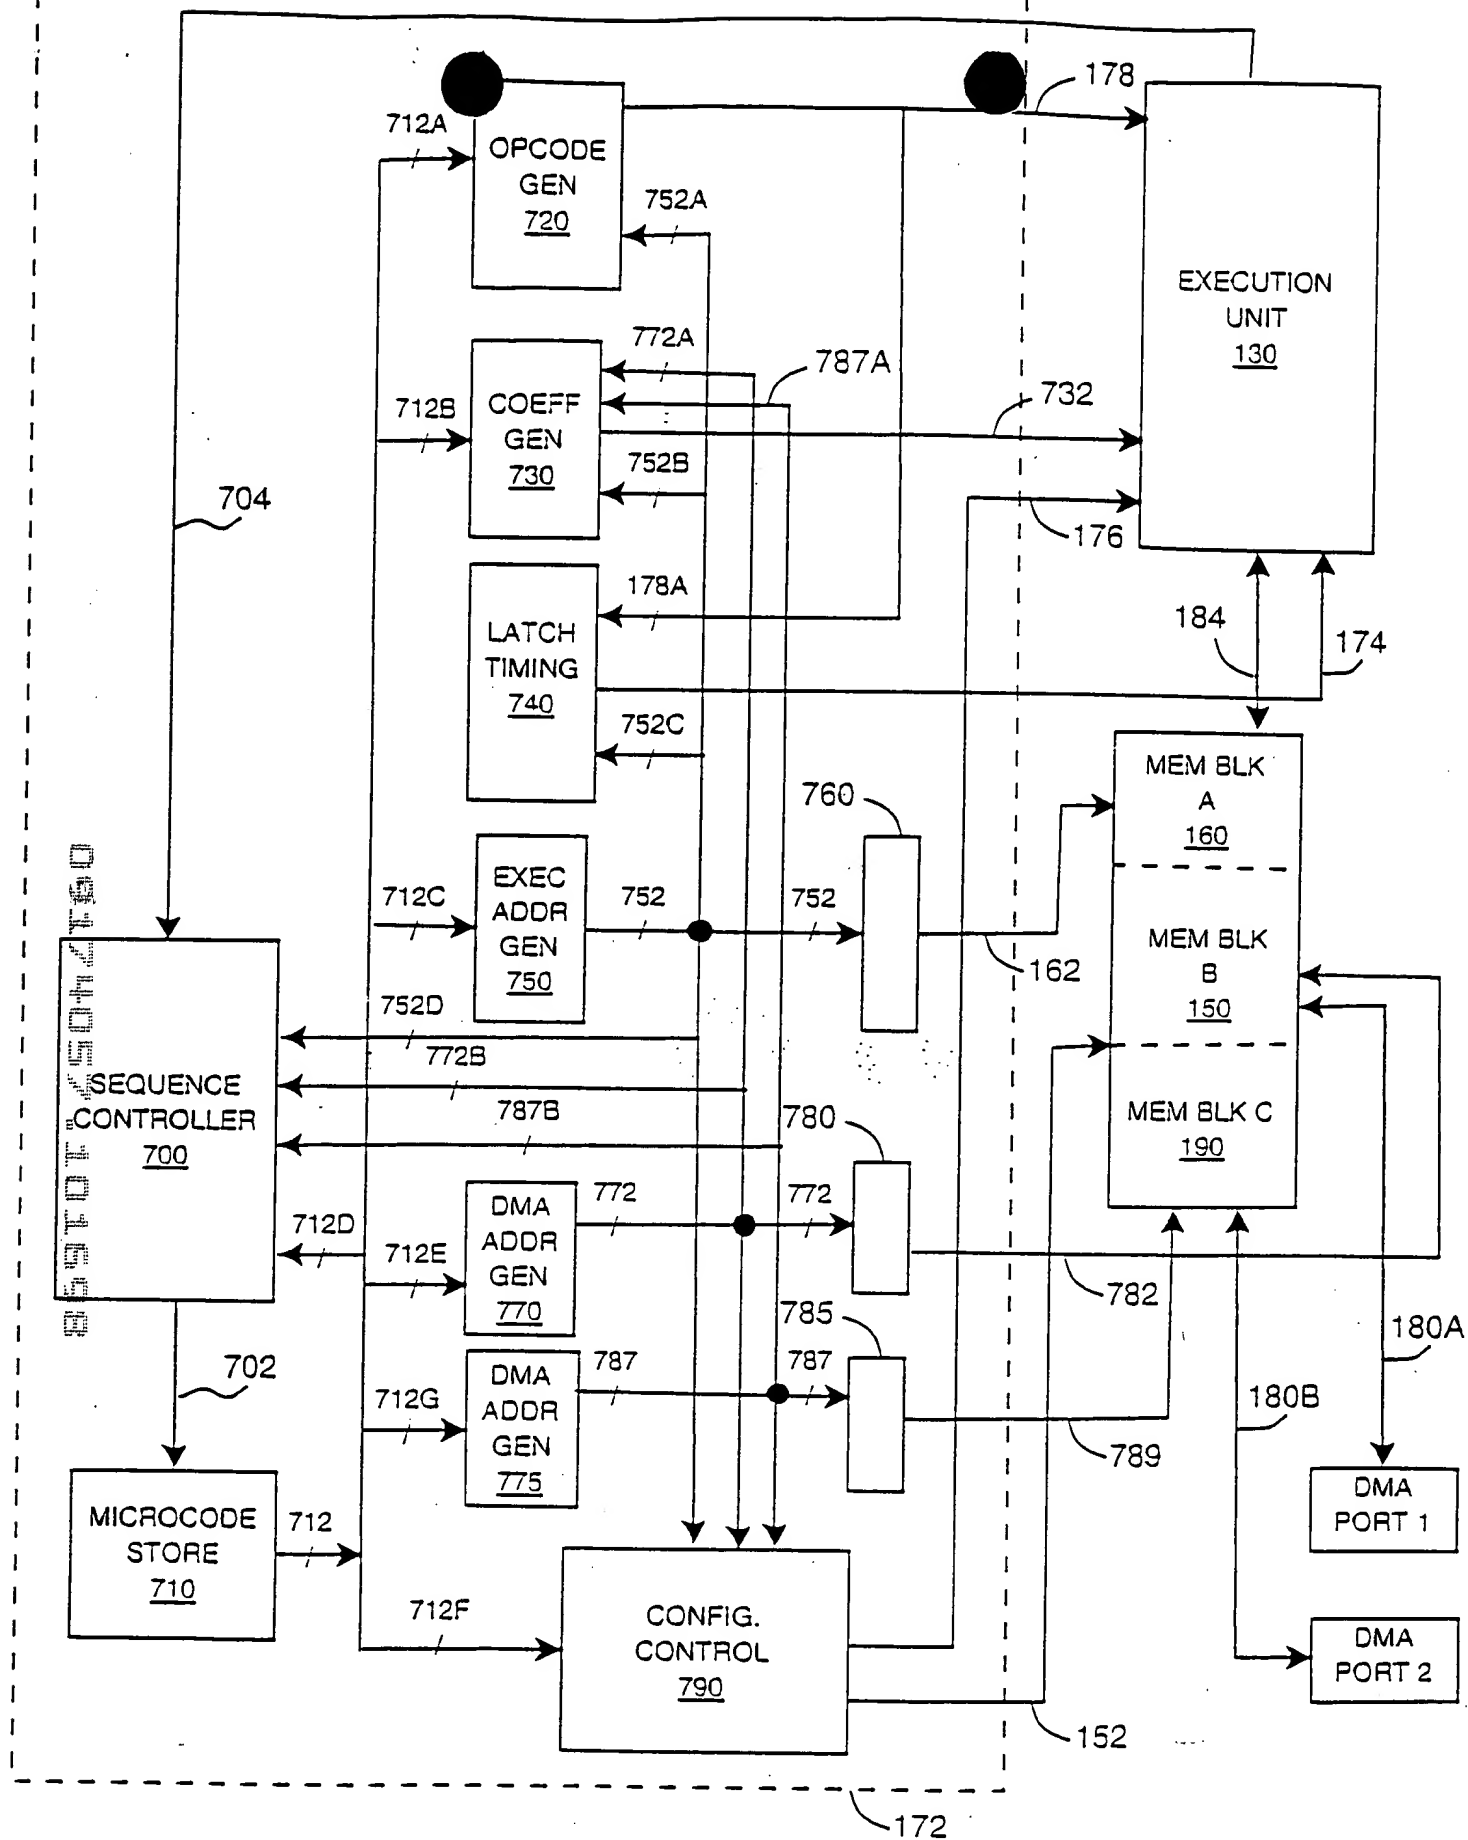 178
712A
OPCODE
GEN
720
752A
EXECUTION
UNIT
130
772A
787A
732
712B
COEFF
GEN
730
752B
704
176
178A
LATCH
TIMING
740
184
174
752C
MEM BLK
A
160
760
EXEC
ADDR
GEN
750
712C
752
752
162
MEM BLK
B
150
752D
772B
SEQUENCE
CONTROLLER
700
787B
780
MEM BLK C
190
712D
DMA
ADDR
GEN
770
772
772
712E
782
785
180A
702
DMA
ADDR
GEN
775
787
787
712G
180B
789
DMA
PORT 1
MICROCODE
STORE
710
712
712F
CONFIG.
CONTROL
790
DMA
PORT 2
152
172